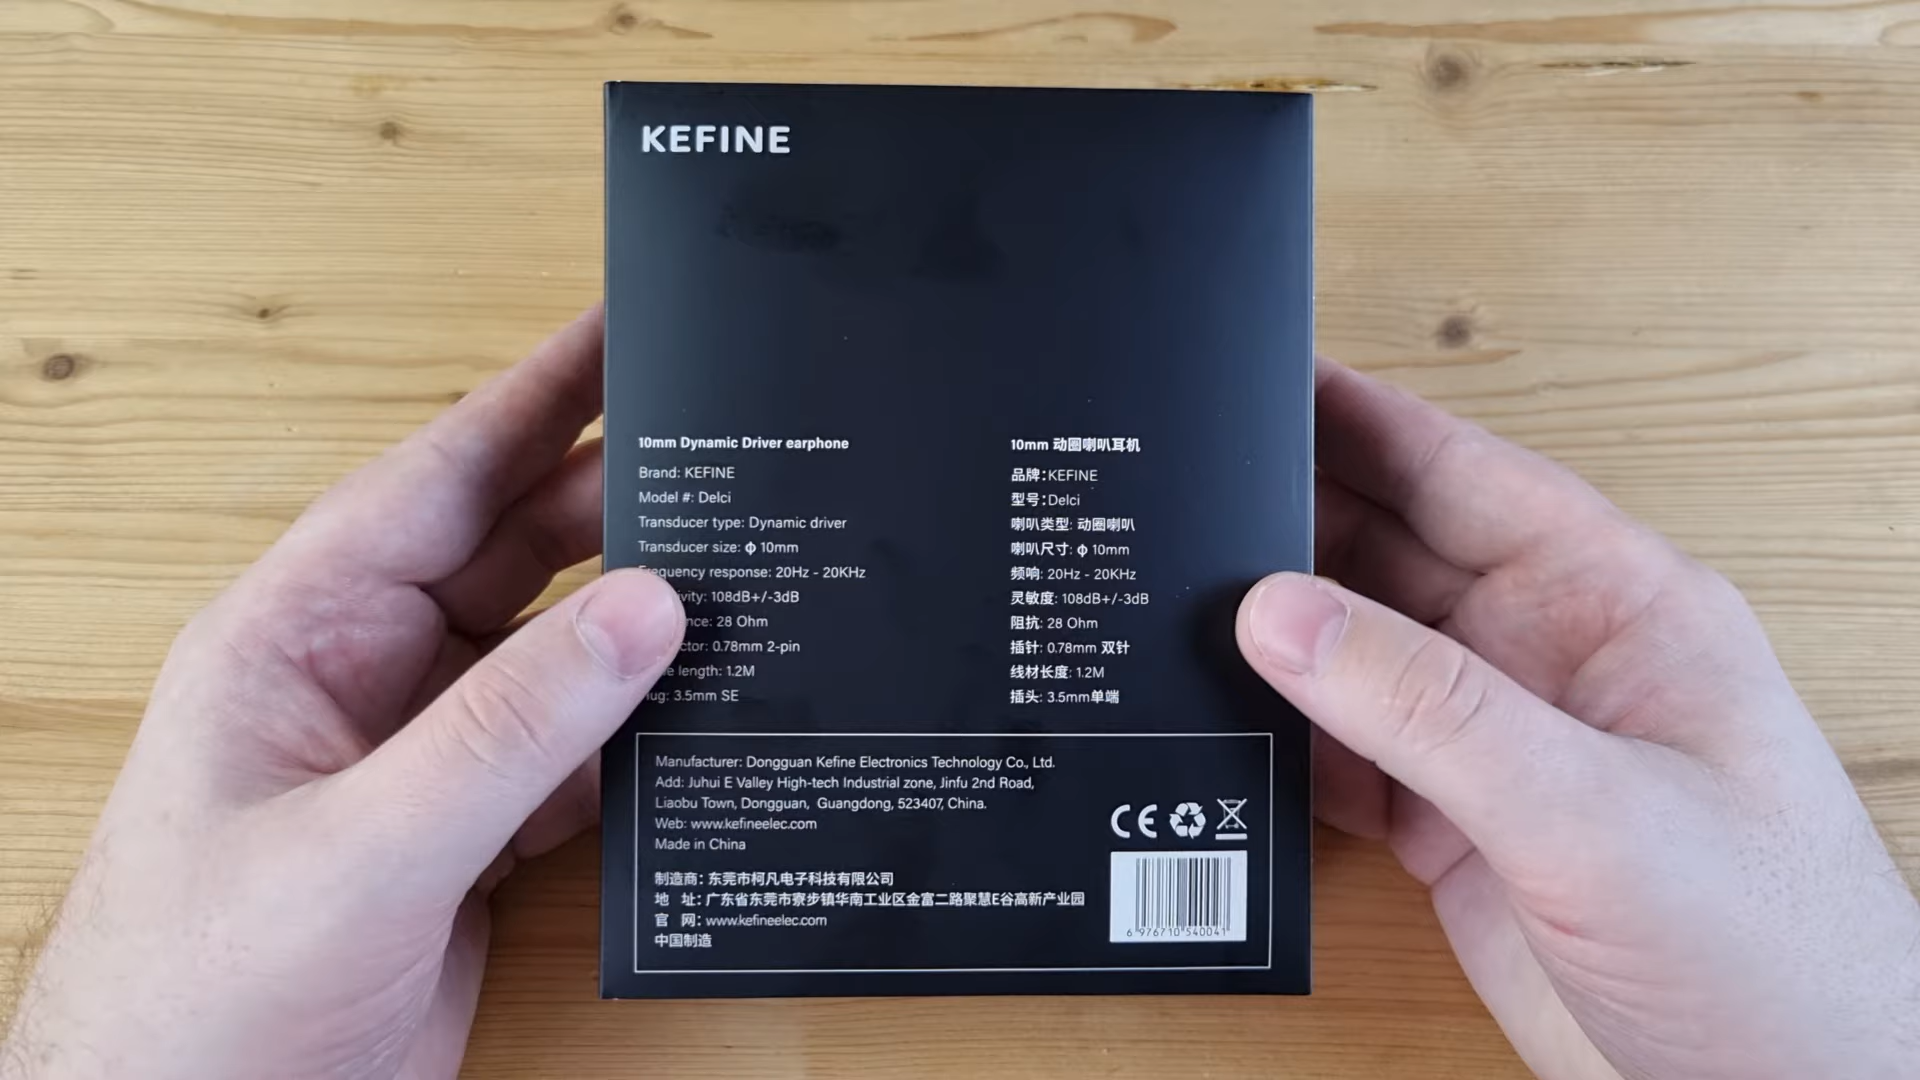 KEFINE
10mm Dynamic Driver earphone
Brand: KEFINE
Model #: Delci
Transducer type: Dynamic driver
Transducer size: ϕ 10mm
response: 20Hz - 20KHz
108dB+/-3dB
28 Ohm
0.78mm 2-pin
length: 1.2M
3.5mm SE
10mm 动圈喇叭耳机
品牌:KEFINE
型号:Delci
喇叭类型: 动圈喇叭
喇叭尺寸: ϕ 10mm
频响: 20Hz - 20KHz
灵敏度: 108dB+/-3dB
阻抗: 28 Ohm
插针: 0.78mm 双针
线材长度: 1.2M
插头: 3.5mm单端
Manufacturer: Dongguan Kefine Electronics Technology Co., Ltd.
Add: Juhui E Valley High-tech Industrial zone, Jinfu 2nd Road,
Liaobu Town, Dongguan, Guangdong, 523407, China.
Web: www.kefineelec.com
Made in China
制造商: 东莞市柯凡电子科技有限公司
地 址: 广东省东莞市寮步镇华南工业区金富二路聚慧E谷高新产业园
官 网: www.kefineelec.com
中国制造
CE
6 976710 540041